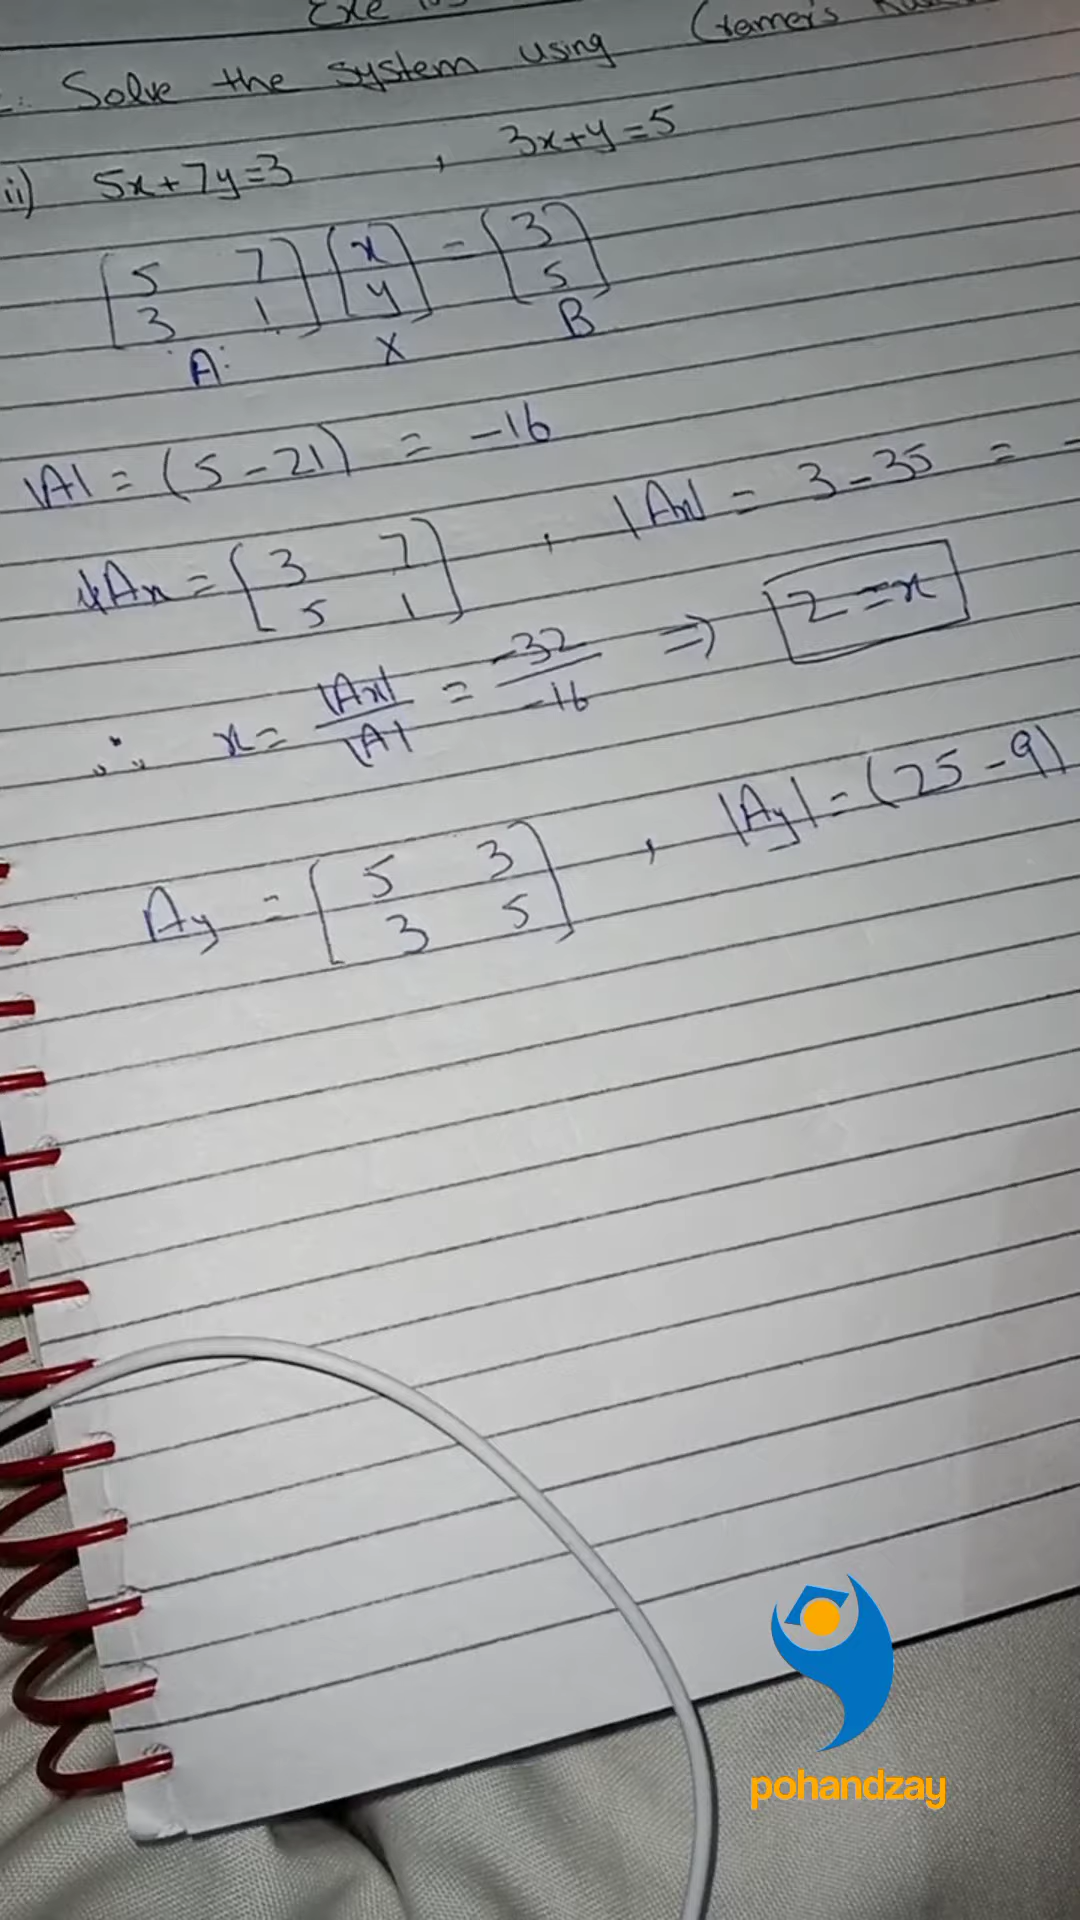 Exe
Solve the system using Cramer's
ii) 5x+7y=3 , 3x+y=5
[5 7; 3 1] [x; y] = [3; 5]
A X B
|A| = (5-21) = -16
Ax = [3 7; 5 1] , |Ax| = 3-35 = -
∴ x = |Ax|/|A| = -32/-16 ⇒ 2=x
Ay = [5 3; 3 5] , |Ay| = (25-9)
pohandzay